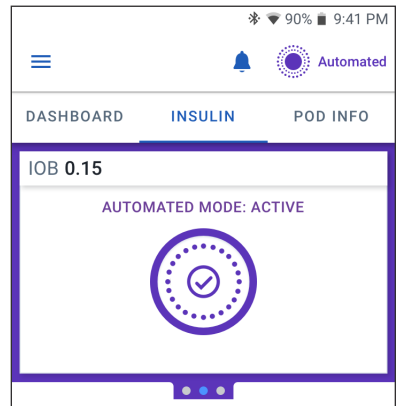 90% 9:41 PM
Automated
DASHBOARD INSULIN POD INFO
IOB 0.15
AUTOMATED MODE: ACTIVE